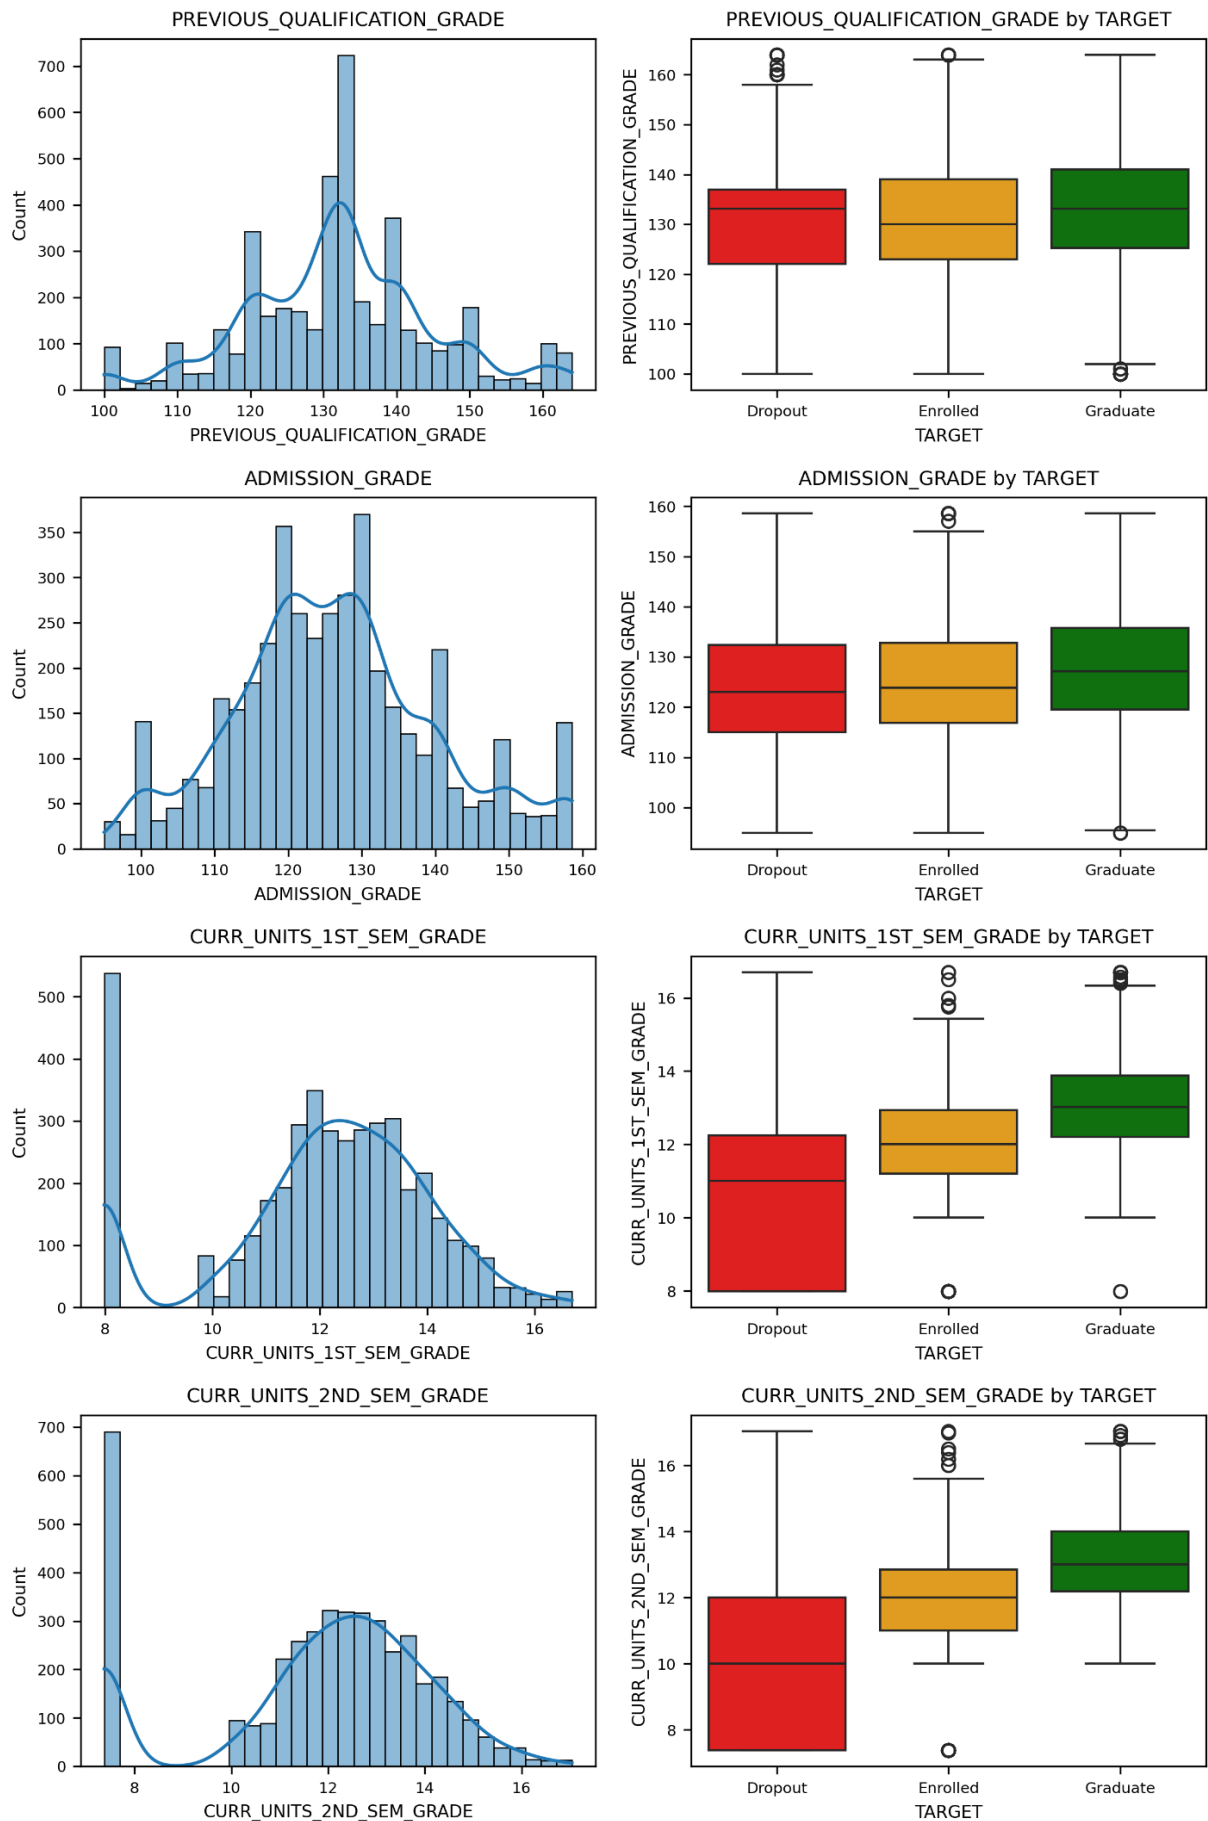 PREVIOUS_QUALIFICATION_GRADE
700
600
500
400
300
200
100
0
Count
100 110 120 130 140 150 160
PREVIOUS_QUALIFICATION_GRADE
PREVIOUS_QUALIFICATION_GRADE by TARGET
160
150
140
130
120
110
100
PREVIOUS_QUALIFICATION_GRADE
Dropout Enrolled Graduate
TARGET
ADMISSION_GRADE
350
300
250
200
150
100
50
0
Count
100 110 120 130 140 150 160
ADMISSION_GRADE
ADMISSION_GRADE by TARGET
160
150
140
130
120
110
100
ADMISSION_GRADE
Dropout Enrolled Graduate
TARGET
CURR_UNITS_1ST_SEM_GRADE
500
400
300
200
100
0
Count
8 10 12 14 16
CURR_UNITS_1ST_SEM_GRADE
CURR_UNITS_1ST_SEM_GRADE by TARGET
16
14
12
10
8
CURR_UNITS_1ST_SEM_GRADE
Dropout Enrolled Graduate
TARGET
CURR_UNITS_2ND_SEM_GRADE
700
600
500
400
300
200
100
0
Count
8 10 12 14 16
CURR_UNITS_2ND_SEM_GRADE
CURR_UNITS_2ND_SEM_GRADE by TARGET
16
14
12
10
8
CURR_UNITS_2ND_SEM_GRADE
Dropout Enrolled Graduate
TARGET